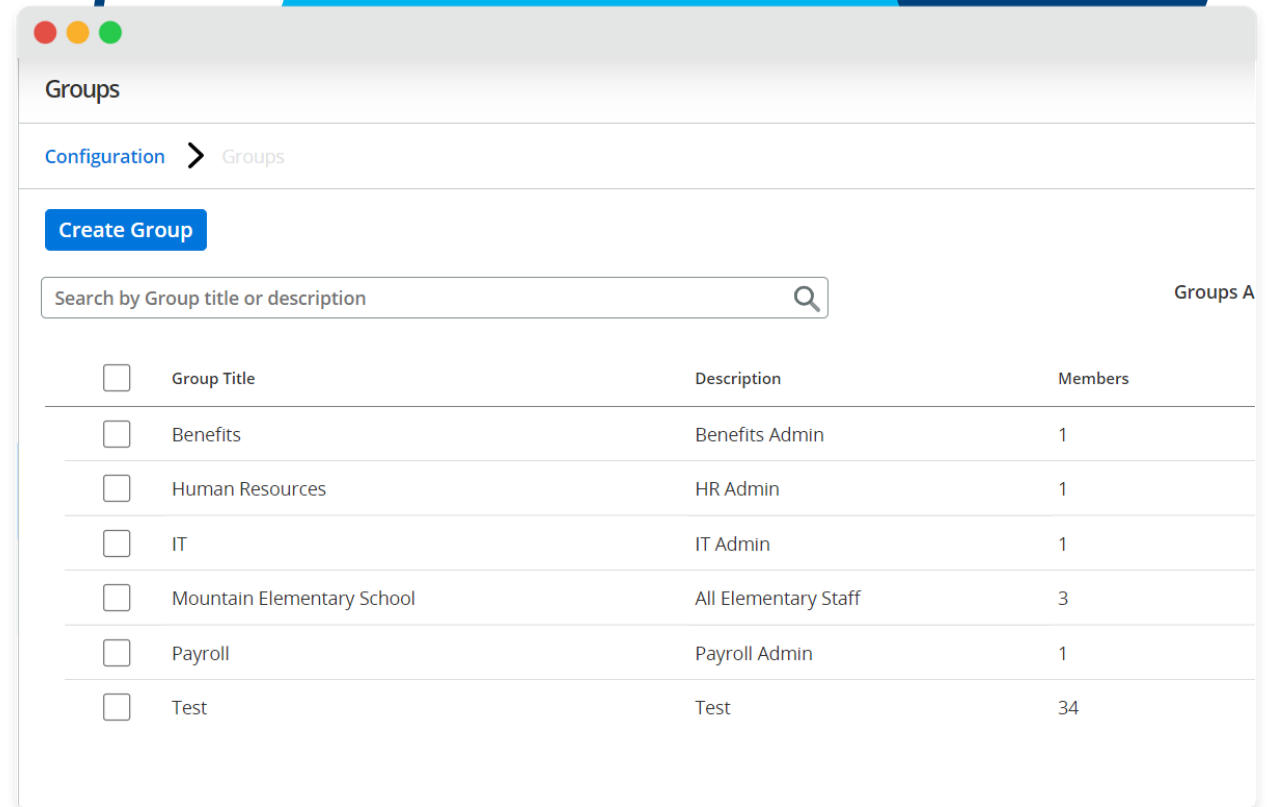 Groups
Configuration Groups
Create Group
Search by Group title or description
Groups A
Group Title Description Members
Benefits Benefits Admin 1
Human Resources HR Admin 1
IT IT Admin 1
Mountain Elementary School All Elementary Staff 3
Payroll Payroll Admin 1
Test Test 34